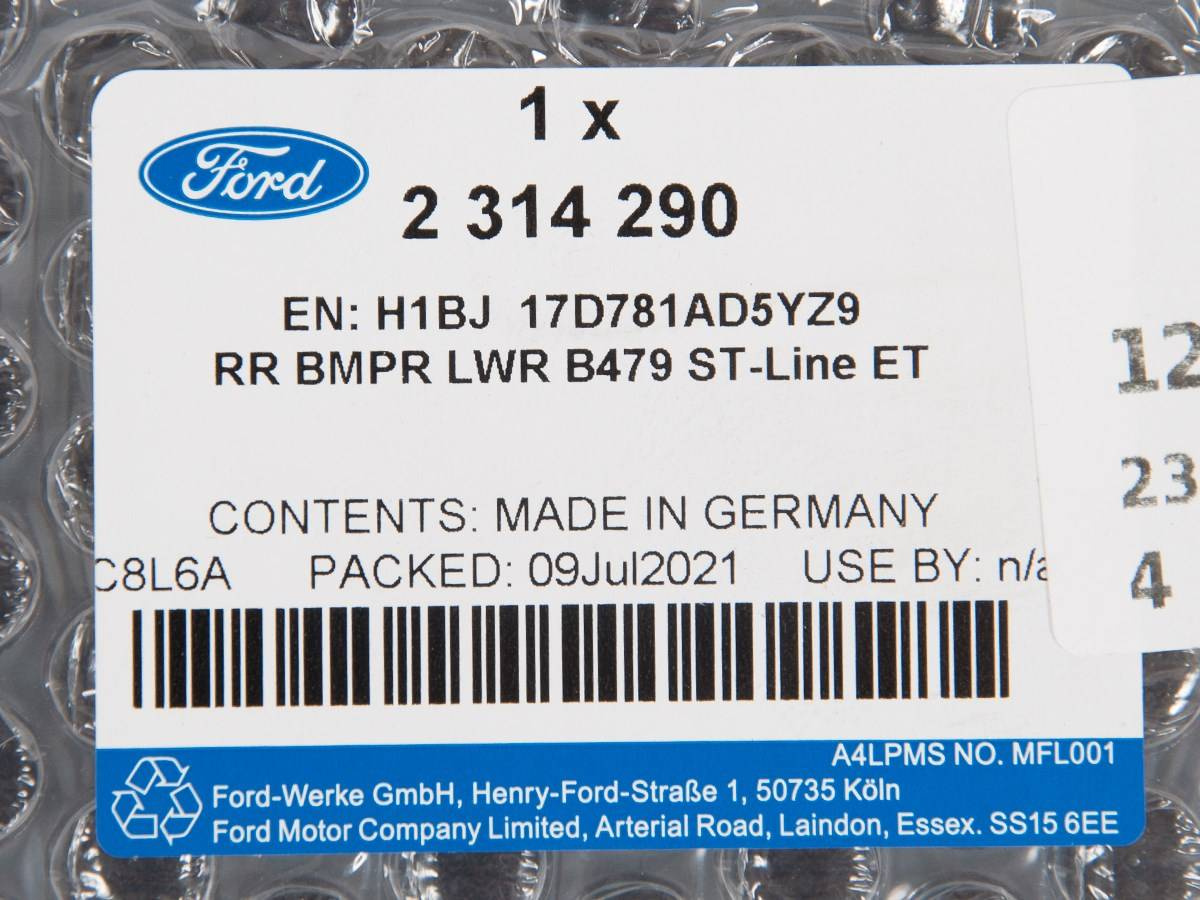 1 x
Ford
2 314 290
EN: H1BJ 17D781AD5YZ9
RR BMPR LWR B479 ST-Line ET
CONTENTS: MADE IN GERMANY
C8L6A PACKED: 09Jul2021 USE BY: n/a
A4LPMS NO. MFL001
Ford-Werke GmbH, Henry-Ford-Straße 1, 50735 Köln
Ford Motor Company Limited, Arterial Road, Laindon, Essex. SS15 6EE
12
23
4